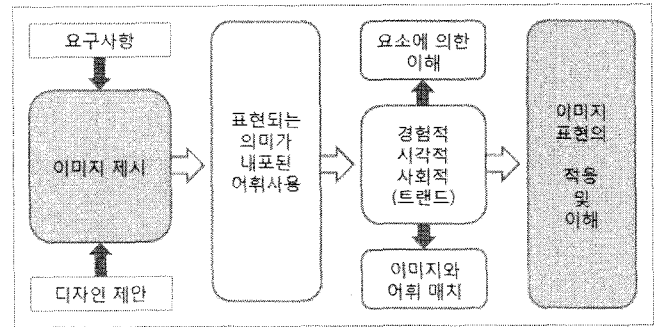 요구사항
이미지 제시
디자인 제안
표현되는
의미가
내포된
어휘사용
요소에 의한
이해
경험적
시각적
사회적
(트랜드)
이미지와
어휘 매치
이미지
표현의
적용
및
이해